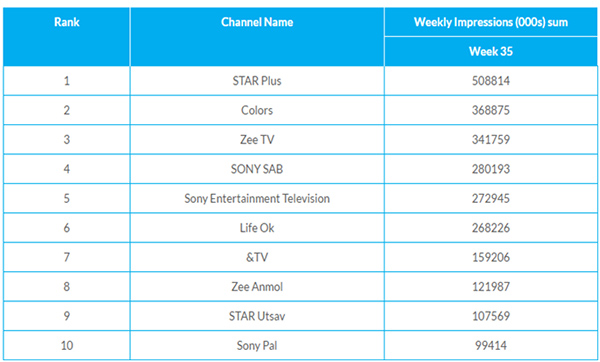 Rank Channel Name Weekly Impressions (000s) sum
Week 35
1 STAR Plus 508814
2 Colors 368875
3 Zee TV 341759
4 SONY SAB 280193
5 Sony Entertainment Television 272945
6 Life Ok 268226
7 &TV 159206
8 Zee Anmol 121987
9 STAR Utsav 107569
10 Sony Pal 99414